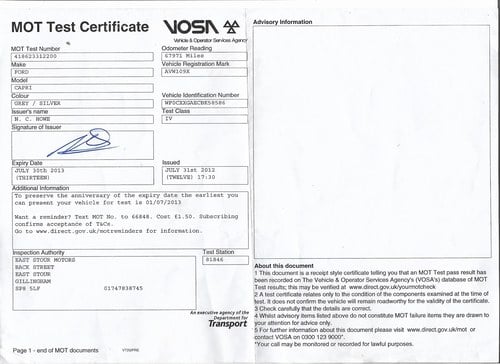 MOT Test Certificate
VOSA
Vehicle & Operator Services Agency
MOT Test Number
418623312200
Odometer Reading
67971 Miles
Make
FORD
Vehicle Registration Mark
AVW109X
Model
CAPRI
Colour
GREY / SILVER
Vehicle Identification Number
WF0CXXGAECBK58586
Issuer's name
N. C. HOWE
Test Class
IV
Signature of Issuer
Expiry Date
JULY 30th 2013
(THIRTEEN)
Issued
JULY 31st 2012
(TWELVE) 17:30
Additional Information
To preserve the anniversary of the expiry date the earliest you
can present your vehicle for test is 01/07/2013
Want a reminder? Text MOT No. to 66848. Cost £1.50. Subscribing
confirms acceptance of T&Cs.
Go to www.direct.gov.uk/motreminders for information.
Inspection Authority
EAST STOUR MOTORS
BACK STREET
EAST STOUR
GILLINGHAM
SP8 5LF 01747838745
Test Station
81846
An executive agency of the
Department for
Transport
Page 1 - end of MOT documents
Advisory Information
About this document
1 This document is a receipt style certificate telling you that an MOT Test pass result has
been recorded on The Vehicle & Operator Services Agency's (VOSA's) database of MOT
Test results; this may be verified at www.direct.gov.uk/yourmotcheck
2 A test certificate relates only to the condition of the components examined at the time of
test. It does not confirm the vehicle will remain roadworthy for the validity of the certificate.
3 Check carefully that the details are correct.
4 Whilst advisory items listed above do not constitute MOT failure items they are drawn to
your attention for advice only.
5 For further information about this document please visit www.direct.gov.uk/mot or
contact VOSA on 0300 123 9000*.
*Your call may be monitored or recorded for lawful purposes.